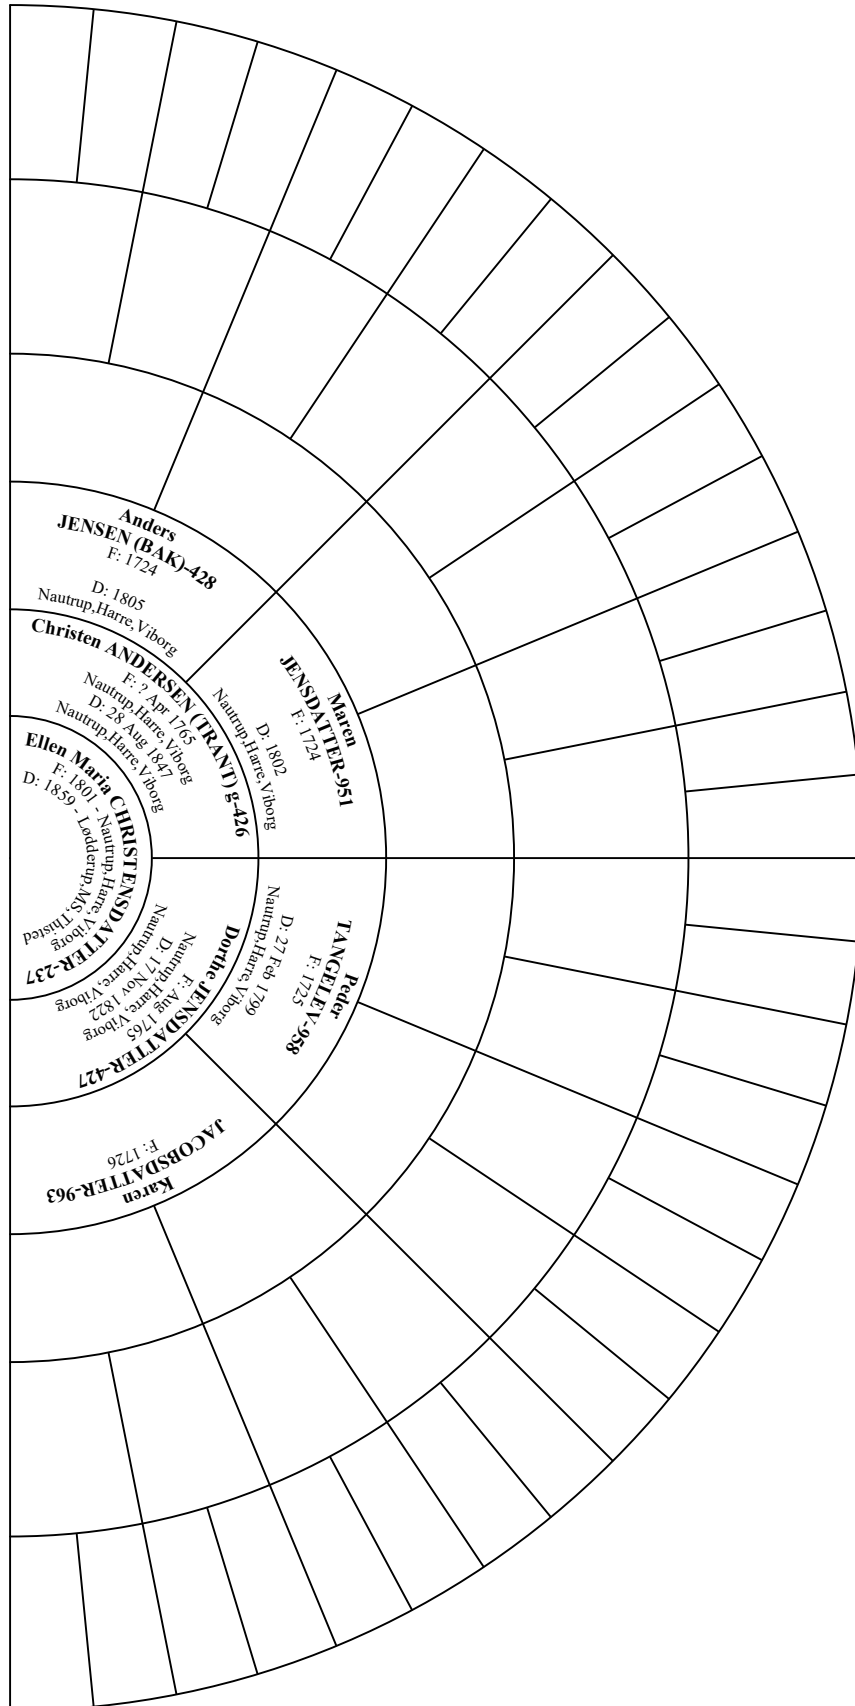 Ellen Maria CHRISTENSDATTER-237
F: 1801 - Nautrup,Harre,Viborg
D: 1859 - Lødderup,MS,Thisted
Christen ANDERSEN (TRANT) g-426
F: ? Apr 1765
Nautrup,Harre,Viborg
D: 28 Aug 1847
Nautrup,Harre,Viborg
Dorthe JENSDATTER-427
F: Aug 1765
Nautrup,Harre,Viborg
D: 17 Nov 1822
Nautrup,Harre,Viborg
Anders
JENSEN (BAK)-428
F: 1724
D: 1805
Nautrup,Harre,Viborg
Maren
JENSDATTER-951
F: 1724
D: 1802
Nautrup,Harre,Viborg
Peder
TANGELEV-958
F: 1725
D: 27 Feb 1799
Nautrup,Harre,Viborg
Karen
JACOBSDATTER-963
F: 1726